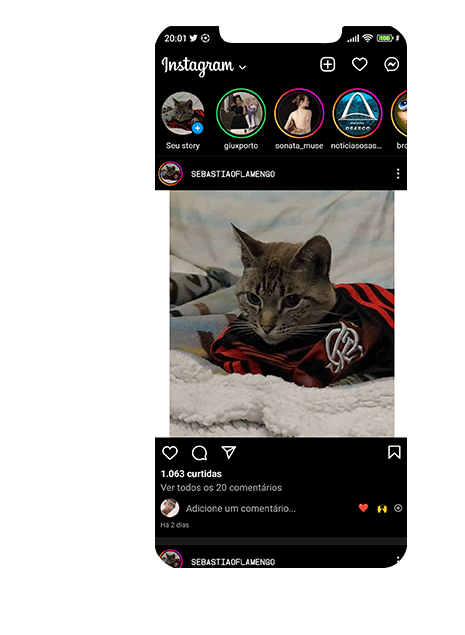 20:01
Instagram
Seu story giuxporto sonata_muse noticiasosas... bro
SEBASTIAOFLAMENGO
1.063 curtidas
Ver todos os 20 comentários
Adicione um comentário...
Há 2 dias
SEBASTIAOFLAMENGO